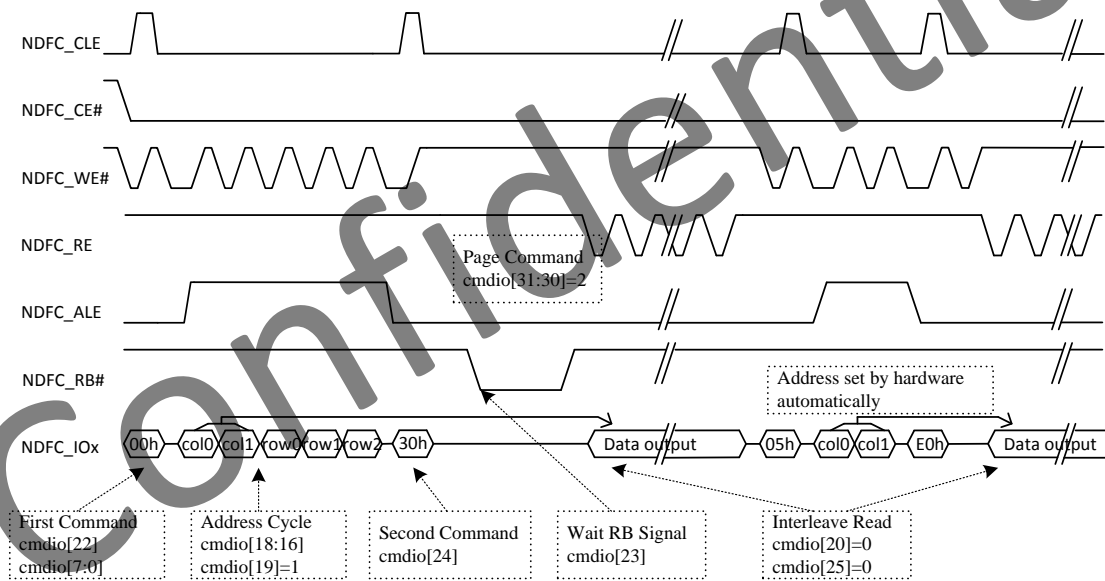 Confidential
NDFC_CLE
NDFC_CE#
NDFC_WE#
NDFC_RE
Page Command
cmdio[31:30]=2
NDFC_ALE
NDFC_RB#
Address set by hardware
automatically
NDFC_IOx
00h col0 col1 row0 row1 row2 30h Data output 05h col0 col1 E0h Data output
First Command
cmdio[22]
cmdio[7:0]
Address Cycle
cmdio[18:16]
cmdio[19]=1
Second Command
cmdio[24]
Wait RB Signal
cmdio[23]
Interleave Read
cmdio[20]=0
cmdio[25]=0